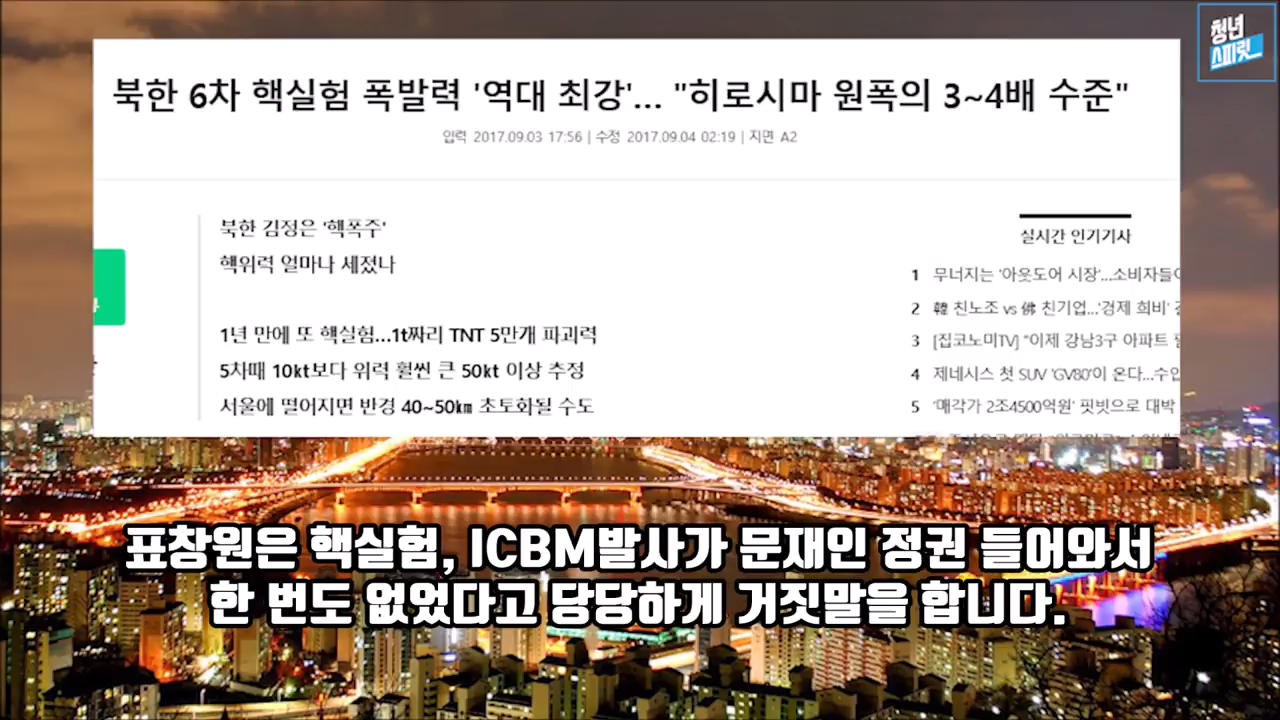 청년
스피릿
북한 6차 핵실험 폭발력 '역대 최강'... "히로시마 원폭의 3~4배 수준"
입력 2017.09.03 17:56 | 수정 2017.09.04 02:19 | 지면 A2
북한 김정은 '핵폭주'
핵위력 얼마나 세졌나
1년 만에 또 핵실험...1t짜리 TNT 5만개 파괴력
5차때 10kt보다 위력 훨씬 큰 50kt 이상 추정
서울에 떨어지면 반경 40~50㎞ 초토화될 수도
실시간 인기기사
1 무너지는 '아웃도어 시장'...소비자들이
2 韓 친노조 vs 佛 친기업...'경제 희비'
3 [집코노미TV] "이제 강남3구 아파트
4 제네시스 첫 SUV 'GV80'이 온다...수입
5 '매각가 2조4500억원' 핏빗으로 대박
표창원은 핵실험, ICBM발사가 문재인 정권 들어와서
한 번도 없었다고 당당하게 거짓말을 합니다.